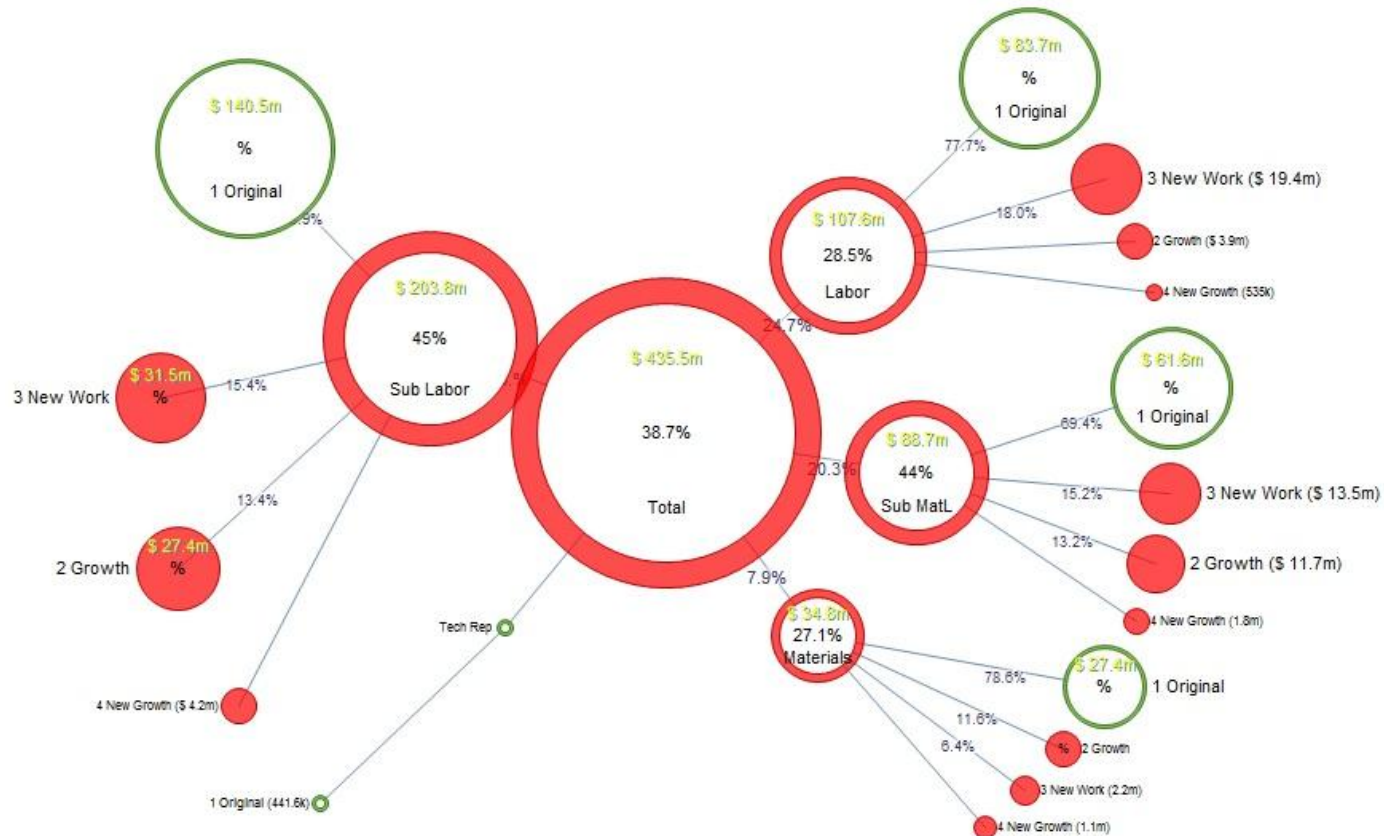 $ 140.5m
%
1 Original
$ 203.8m
45%
Sub Labor
15.4%
3 New Work
$ 31.5m
%
13.4%
2 Growth
$ 27.4m
%
4 New Growth ($ 4.2m)
$ 435.5m
38.7%
Total
Tech Rep
1 Original (441.6k)
24.7%
$ 107.6m
28.5%
Labor
77.7%
$ 83.7m
%
1 Original
18.0%
3 New Work ($ 19.4m)
2 Growth ($ 3.9m)
4 New Growth (535k)
20.3%
$ 88.7m
44%
Sub MatL
69.4%
$ 61.6m
%
1 Original
15.2%
3 New Work ($ 13.5m)
13.2%
2 Growth ($ 11.7m)
4 New Growth (1.8m)
7.9%
$ 34.8m
27.1%
Materials
78.6%
$ 27.4m
%
1 Original
11.6%
%
2 Growth
6.4%
3 New Work (2.2m)
4 New Growth (1.1m)